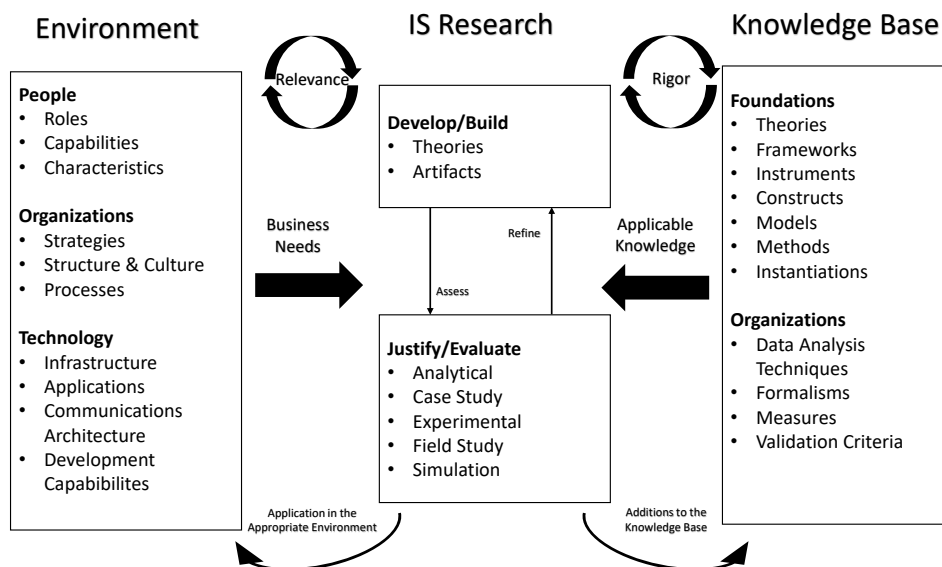 Environment
IS Research
Knowledge Base
Relevance
Rigor
People
• Roles
• Capabilities
• Characteristics
Organizations
• Strategies
• Structure & Culture
• Processes
Technology
• Infrastructure
• Applications
• Communications
Architecture
• Development
Capabibilites
Business
Needs
Develop/Build
• Theories
• Artifacts
Assess
Refine
Justify/Evaluate
• Analytical
• Case Study
• Experimental
• Field Study
• Simulation
Applicable
Knowledge
Foundations
• Theories
• Frameworks
• Instruments
• Constructs
• Models
• Methods
• Instantiations
Organizations
• Data Analysis
Techniques
• Formalisms
• Measures
• Validation Criteria
Application in the
Appropriate Environment
Additions to the
Knowledge Base